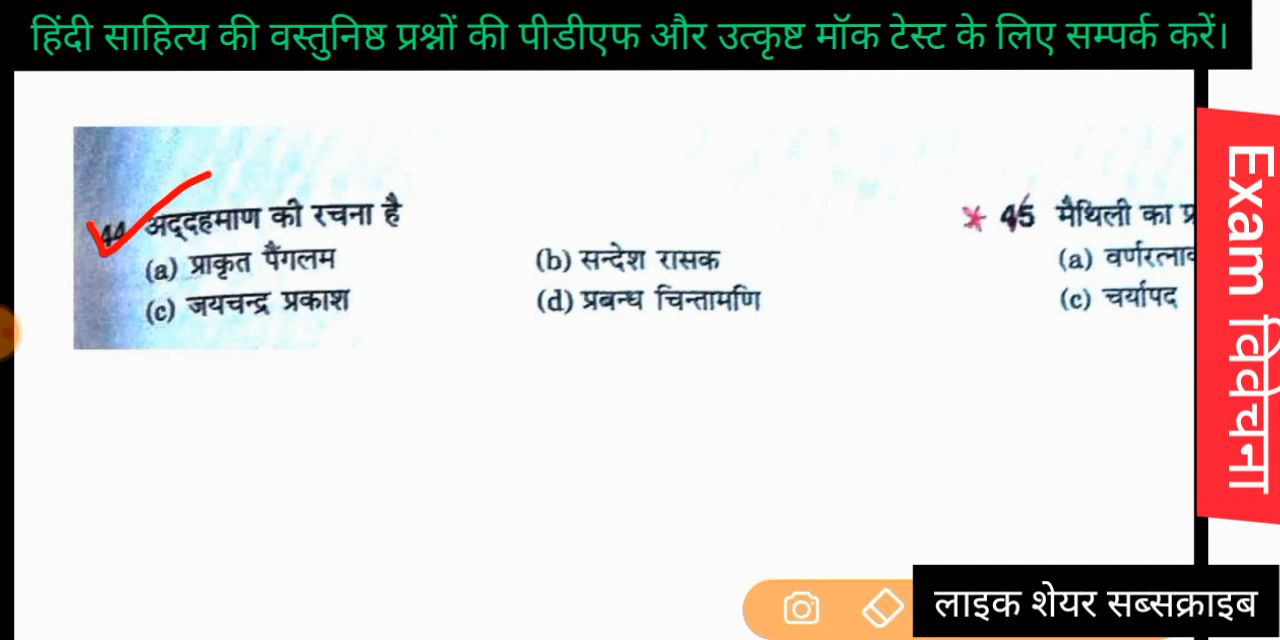 हिंदी साहित्य की वस्तुनिष्ठ प्रश्नों की पीडीएफ और उत्कृष्ट मॉक टेस्ट के लिए सम्पर्क करें।
44 अद्दहमाण की रचना है
(a) प्राकृत पैंगलम
(b) सन्देश रासक
(c) जयचन्द्र प्रकाश
(d) प्रबन्ध चिन्तामणि
45 मैथिली का
(a)
(c) चर्यापद
Exam विवेचना
लाइक शेयर सब्सक्राइब